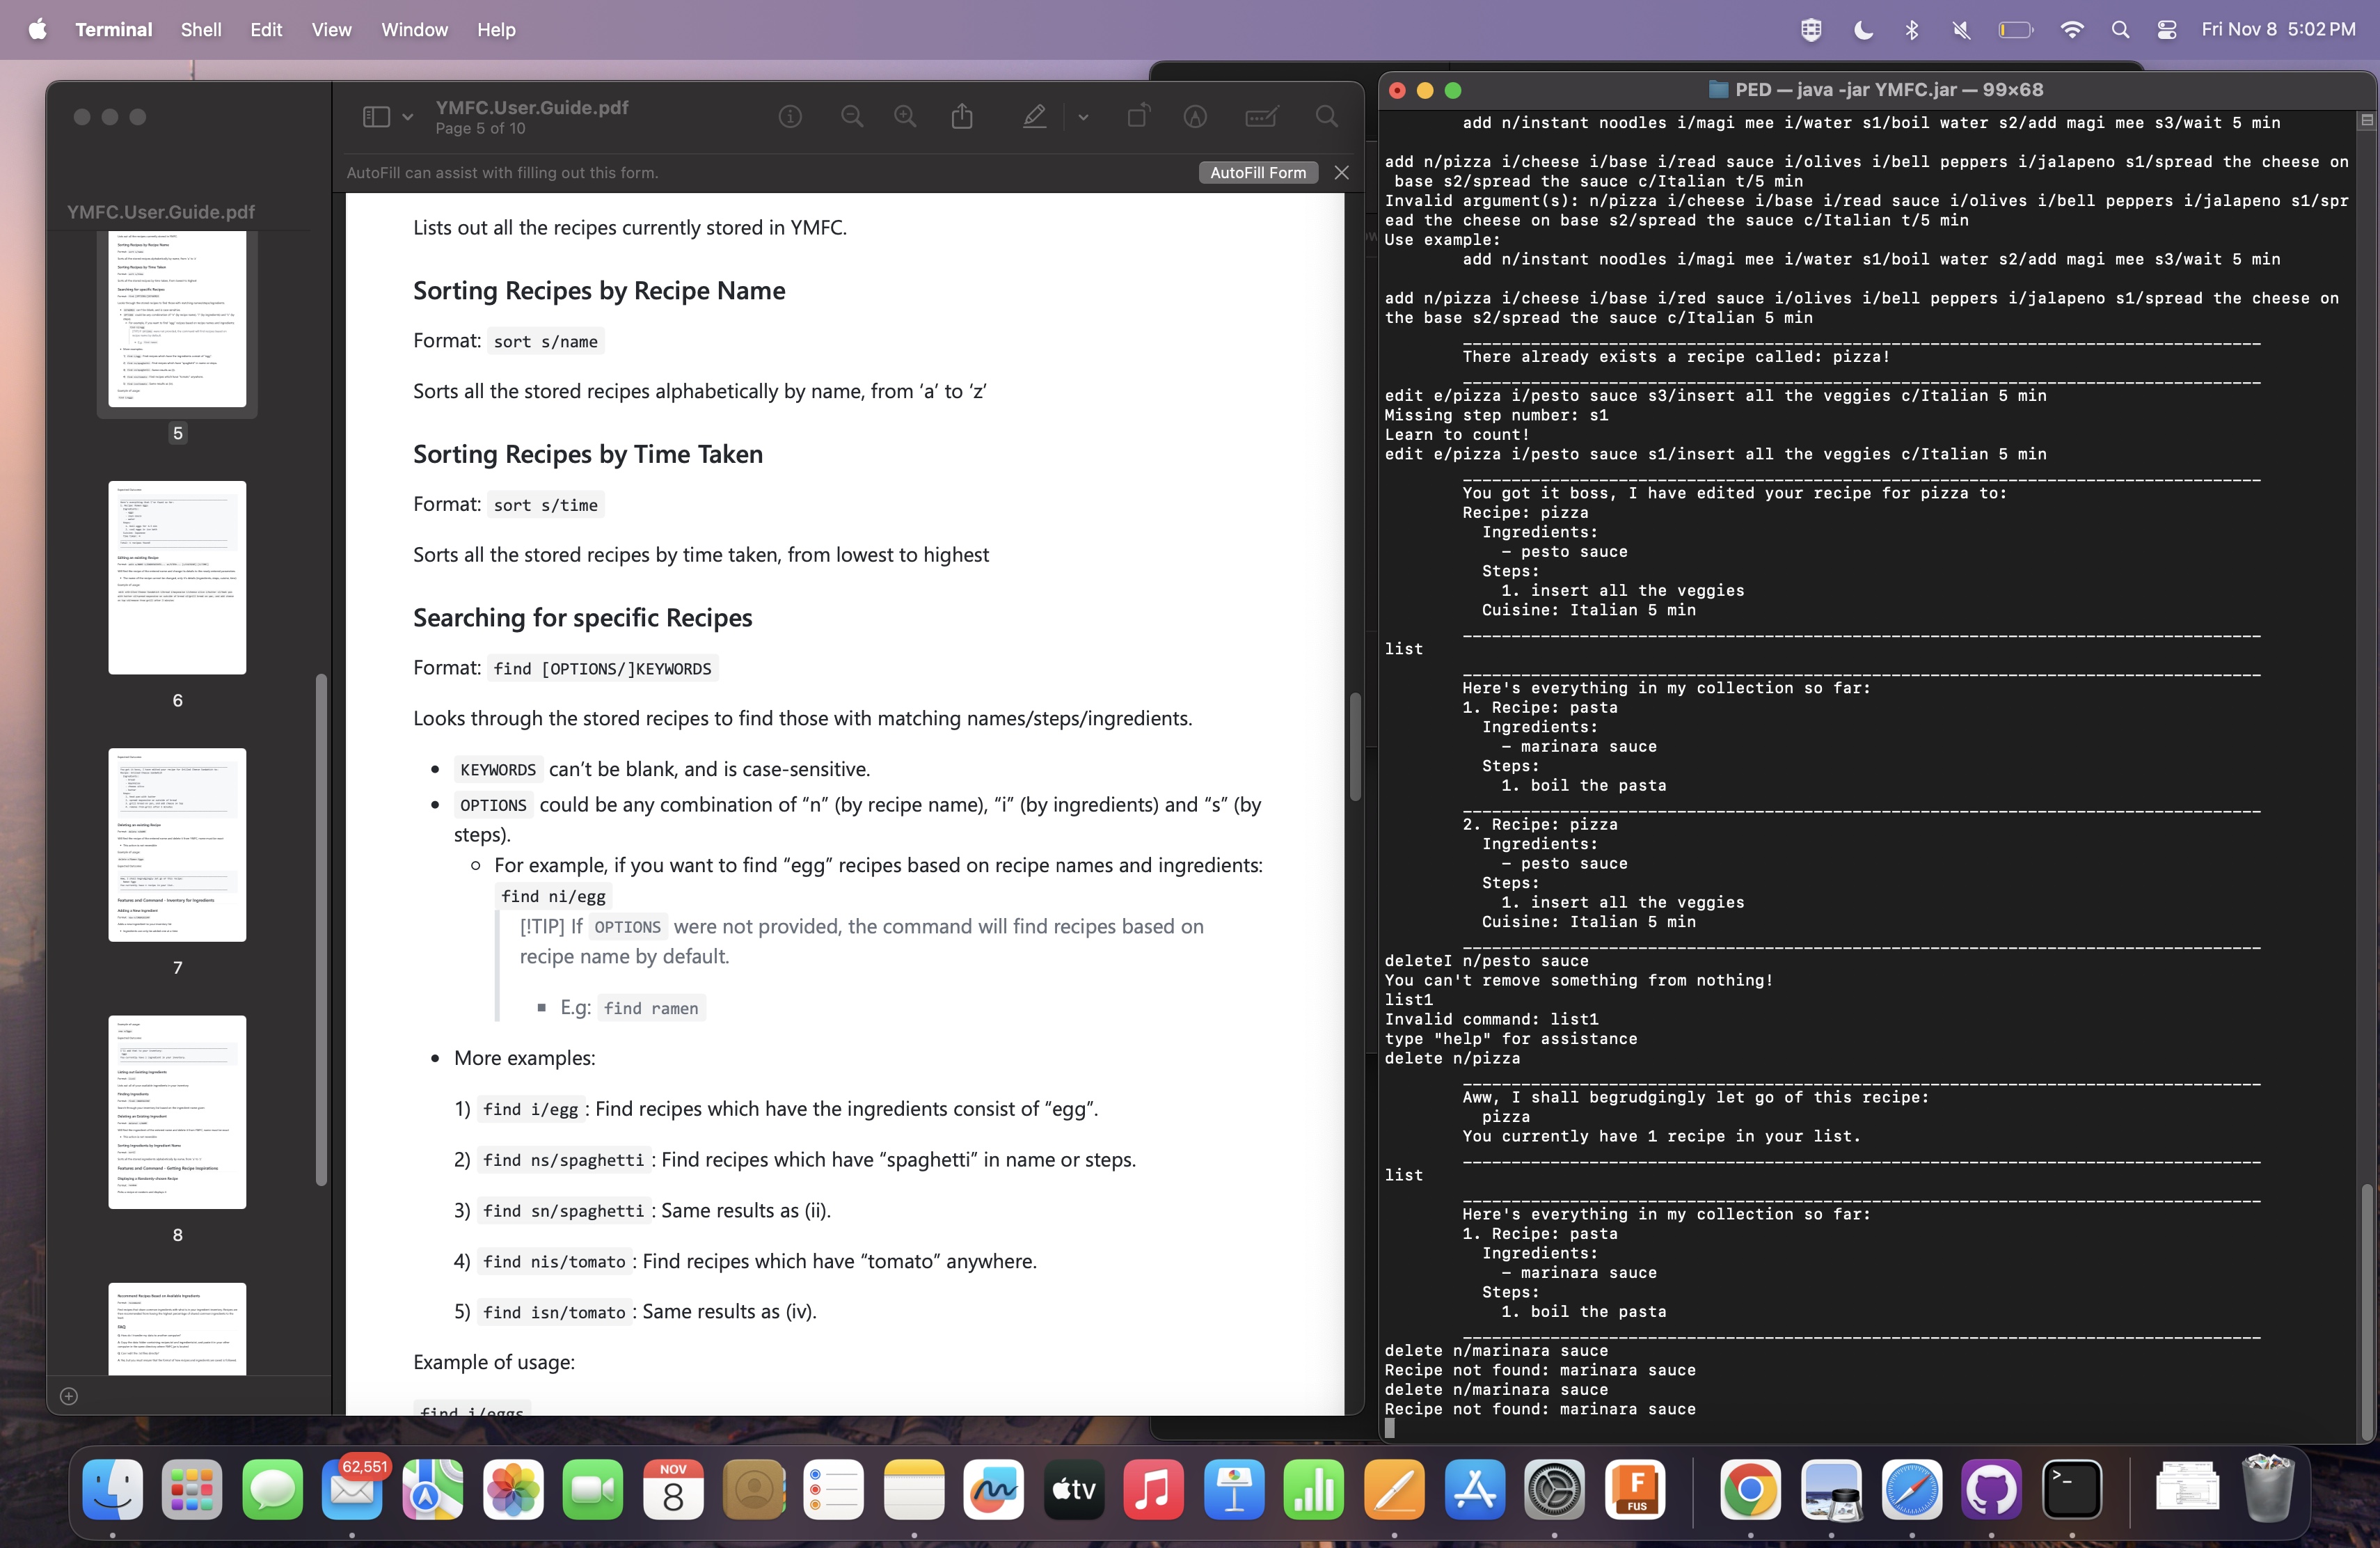 Terminal Shell Edit View Window Help
Fri Nov 8 5:02 PM
YMFC.User.Guide.pdf
5
6
7
8
YMFC.User.Guide.pdf
Page 5 of 10
AutoFill can assist with filling out this form.
AutoFill Form
Lists out all the recipes currently stored in YMFC.
Sorting Recipes by Recipe Name
Format: sort s/name
Sorts all the stored recipes alphabetically by name, from ‘a’ to ‘z’
Sorting Recipes by Time Taken
Format: sort s/time
Sorts all the stored recipes by time taken, from lowest to highest
Searching for specific Recipes
Format: find [OPTIONS/]KEYWORDS
Looks through the stored recipes to find those with matching names/steps/ingredients.
• KEYWORDS can’t be blank, and is case-sensitive.
• OPTIONS could be any combination of “n” (by recipe name), “i” (by ingredients) and “s” (by
steps).
For example, if you want to find “egg” recipes based on recipe names and ingredients:
find ni/egg
[!TIP] If OPTIONS were not provided, the command will find recipes based on
recipe name by default.
▪ E.g: find ramen
• More examples:
1) find i/egg : Find recipes which have the ingredients consist of “egg”.
2) find ns/spaghetti : Find recipes which have “spaghetti” in name or steps.
3) find sn/spaghetti : Same results as (ii).
4) find nis/tomato : Find recipes which have “tomato” anywhere.
5) find isn/tomato : Same results as (iv).
Example of usage:
find i/eggs
PED — java -jar YMFC.jar — 99×68
add n/instant noodles i/magi mee i/water s1/boil water s2/add magi mee s3/wait 5 min
add n/pizza i/cheese i/base i/read sauce i/olives i/bell peppers i/jalapeno s1/spread the cheese on
base s2/spread the sauce c/Italian t/5 min
Invalid argument(s): n/pizza i/cheese i/base i/read sauce i/olives i/bell peppers i/jalapeno s1/spr
ead the cheese on base s2/spread the sauce c/Italian t/5 min
Use example:
add n/instant noodles i/magi mee i/water s1/boil water s2/add magi mee s3/wait 5 min
add n/pizza i/cheese i/base i/red sauce i/olives i/bell peppers i/jalapeno s1/spread the cheese on
the base s2/spread the sauce c/Italian 5 min
There already exists a recipe called: pizza!
edit e/pizza i/pesto sauce s3/insert all the veggies c/Italian 5 min
Missing step number: s1
Learn to count!
edit e/pizza i/pesto sauce s1/insert all the veggies c/Italian 5 min
You got it boss, I have edited your recipe for pizza to:
Recipe: pizza
Ingredients:
– pesto sauce
Steps:
1. insert all the veggies
Cuisine: Italian 5 min
list
Here's everything in my collection so far:
1. Recipe: pasta
Ingredients:
– marinara sauce
Steps:
1. boil the pasta
2. Recipe: pizza
Ingredients:
– pesto sauce
Steps:
1. insert all the veggies
Cuisine: Italian 5 min
deleteI n/pesto sauce
You can't remove something from nothing!
list1
Invalid command: list1
type "help" for assistance
delete n/pizza
Aww, I shall begrudgingly let go of this recipe:
pizza
You currently have 1 recipe in your list.
list
Here's everything in my collection so far:
1. Recipe: pasta
Ingredients:
– marinara sauce
Steps:
1. boil the pasta
delete n/marinara sauce
Recipe not found: marinara sauce
delete n/marinara sauce
Recipe not found: marinara sauce
62,551
NOV
8
tv
F
FUS
>_